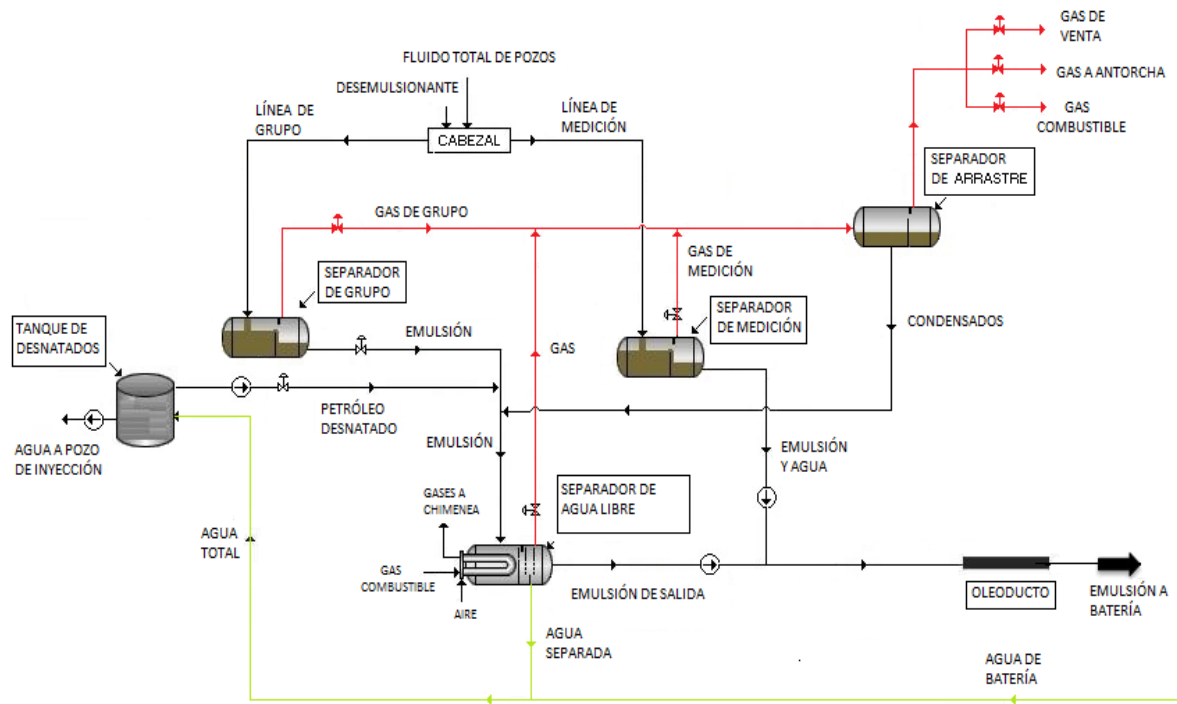 GAS DE
VENTA
FLUIDO TOTAL DE POZOS
GAS A ANTORCHA
DESEMULSIONANTE
LÍNEA DE
GRUPO
LÍNEA DE
MEDICIÓN
GAS
COMBUSTIBLE
CABEZAL
SEPARADOR
DE ARRASTRE
GAS DE GRUPO
GAS DE
MEDICIÓN
SEPARADOR
DE GRUPO
SEPARADOR
DE MEDICIÓN
TANQUE DE
DESNATADOS
EMULSIÓN
GAS
CONDENSADOS
PETRÓLEO
DESNATADO
AGUA A POZO
DE INYECCIÓN
EMULSIÓN
EMULSIÓN
Y AGUA
GASES A
CHIMENEA
SEPARADOR DE
AGUA LIBRE
AGUA
TOTAL
GAS
COMBUSTIBLE
AIRE
EMULSIÓN DE SALIDA
OLEODUCTO
EMULSIÓN A
BATERÍA
AGUA
SEPARADA
AGUA DE
BATERÍA